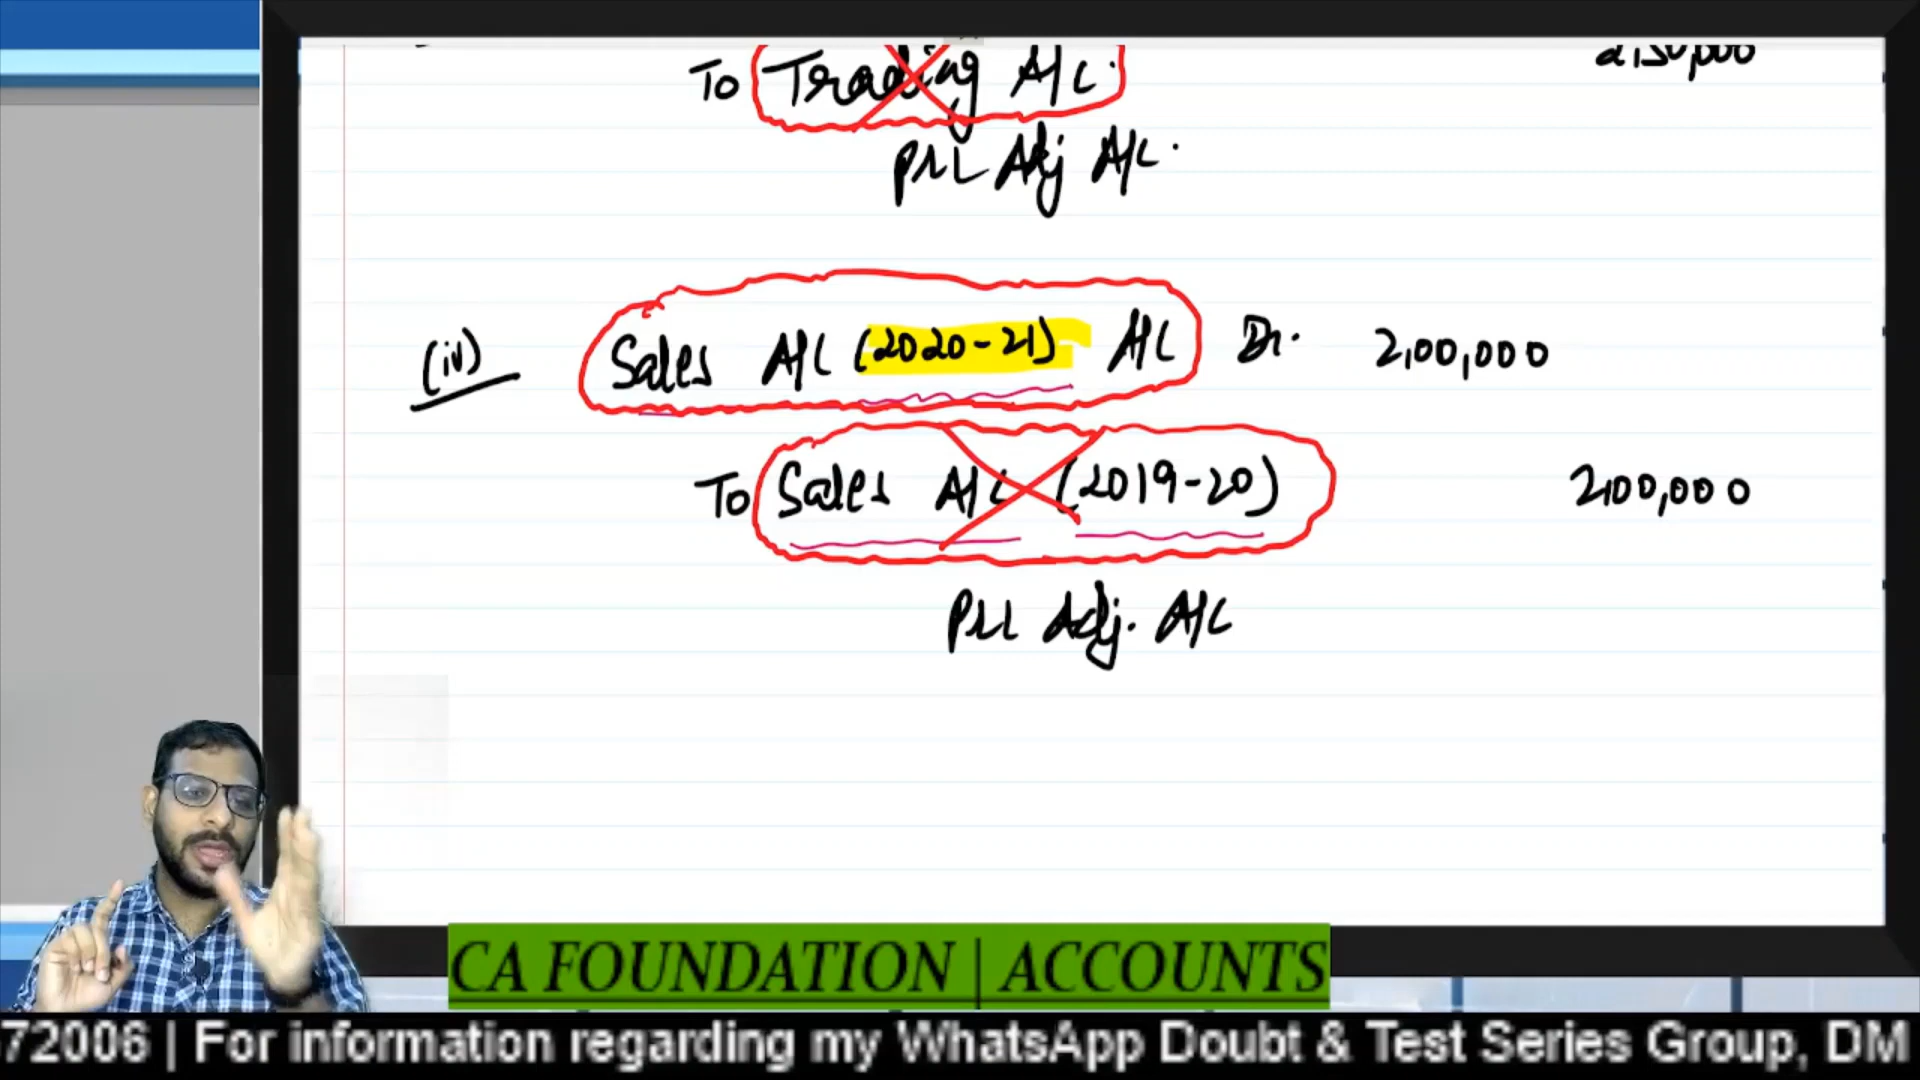 To Trading A/c.
P&L Adj A/c.
(iv) Sales A/c (2020-21) A/c Dr. 2,00,000
To Sales A/c (2019-20) 2,00,000
P&L Adj. A/c
CA FOUNDATION | ACCOUNTS
72006 | For information regarding my WhatsApp Doubt & Test Series Group, DM